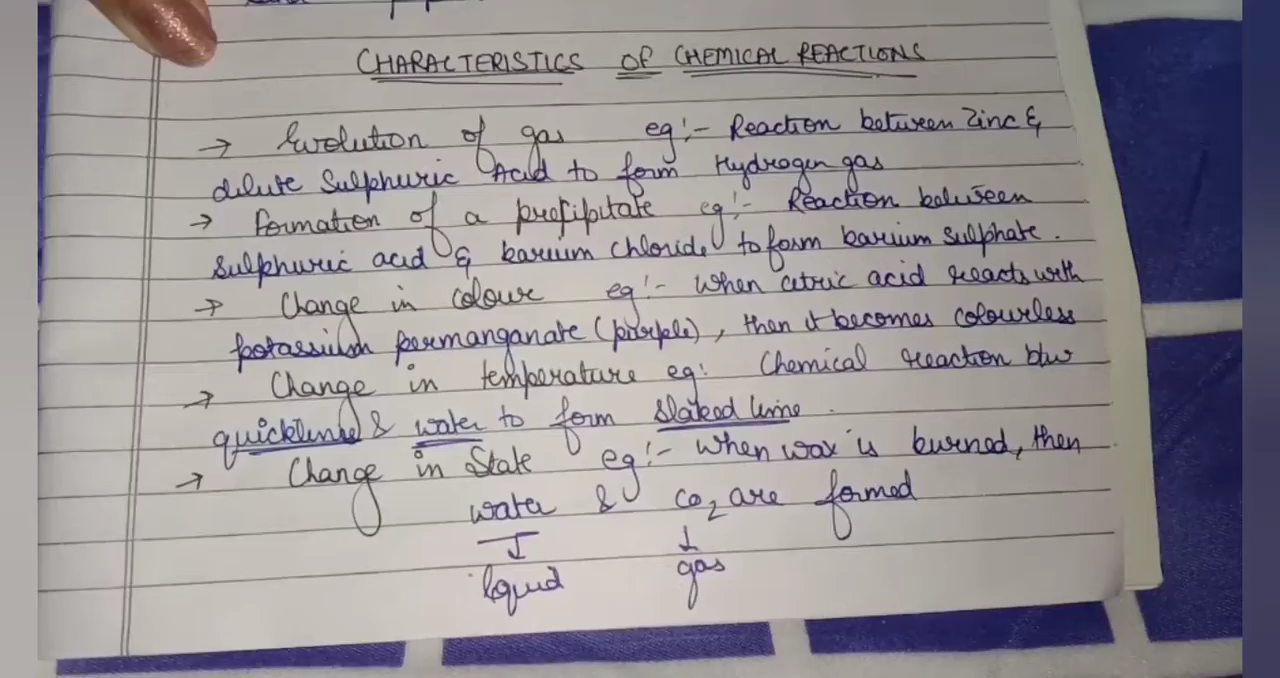 CHARACTERISTICS OF CHEMICAL REACTIONS
→ Evolution of gas eg:- Reaction between Zinc &
dilute Sulphuric Acid to form Hydrogen gas
→ Formation of a prefipitate eg:- Reaction between
sulphuric acid & barium chloride to form barium sulphate.
→ Change in colour eg:- When citric acid reacts with
potassium permanganate (purple), then it becomes colourless
→ Change in temperature eg: Chemical reaction btw
quicklime & water to form slaked lime.
→ Change in State eg:- When wax is burned, then
water & CO2 are formed
↓ ↓
liquid gas